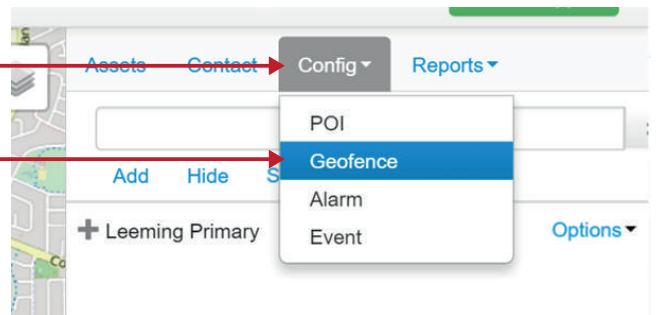 Assets Contact Config Reports
POI
Geofence
Add Hide
Alarm
Leeming Primary Options
Event